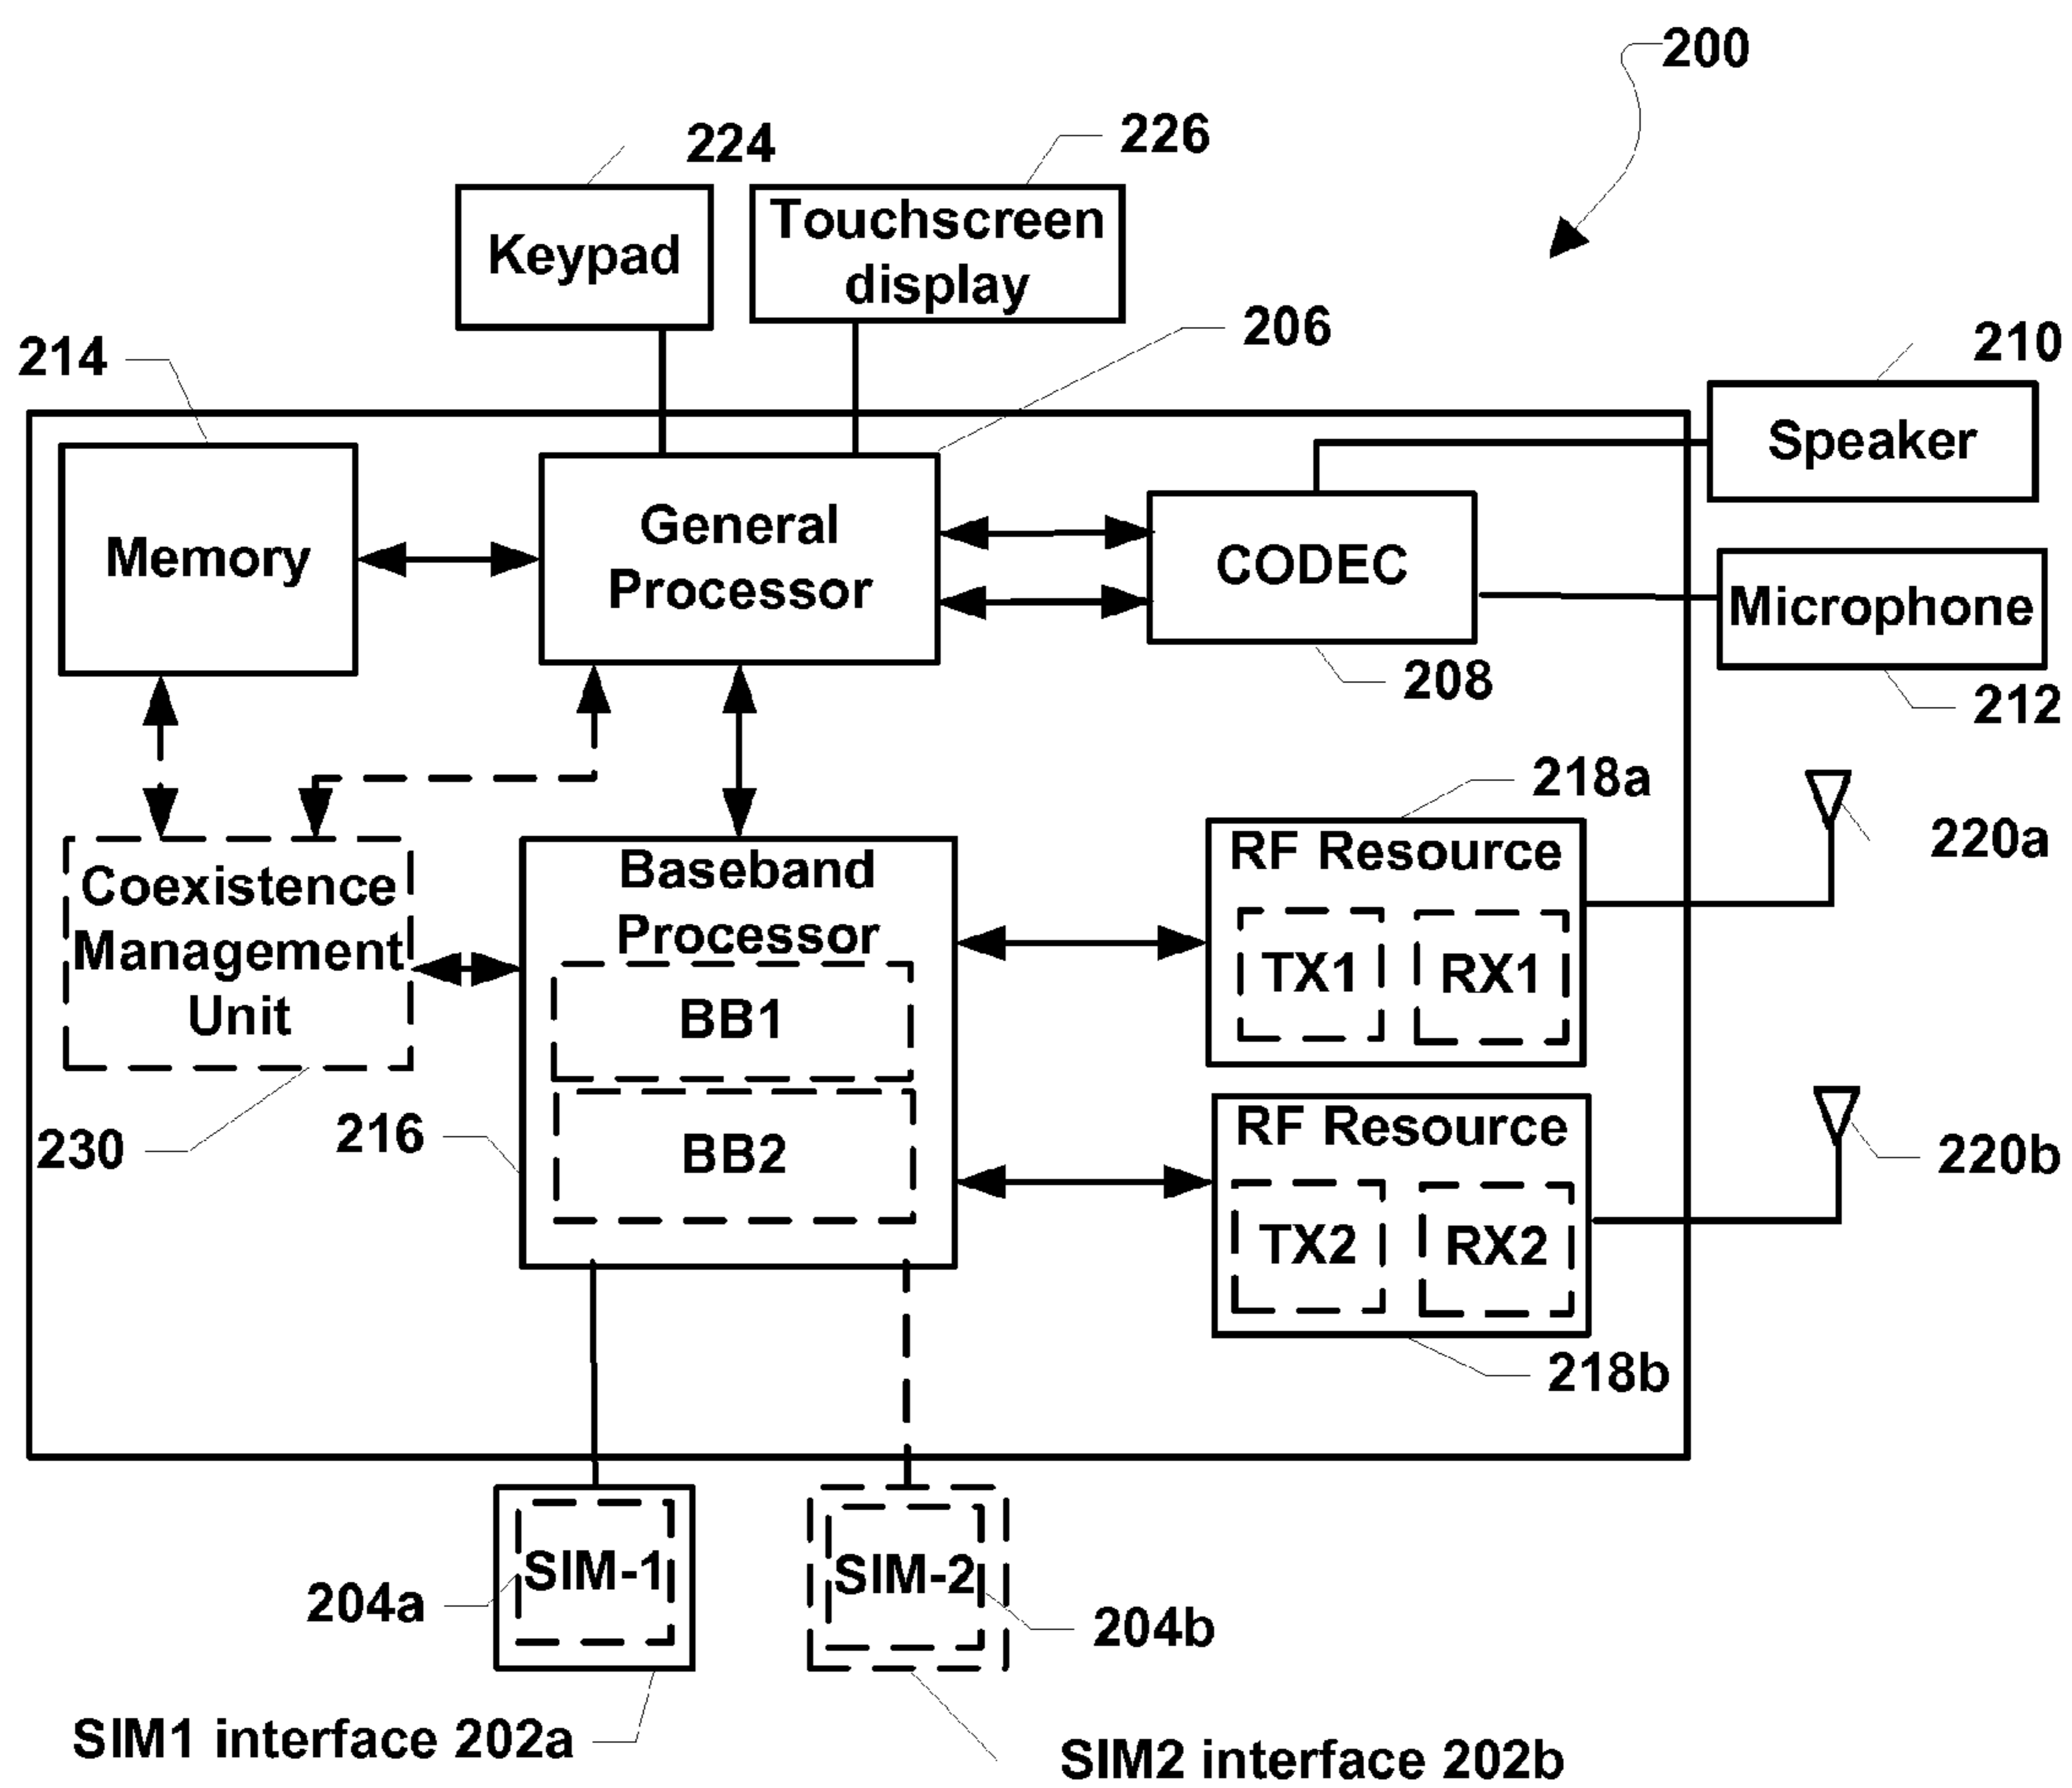 200
224
226
Keypad
Touchscreen
display
206
214
210
Speaker
Memory
General
Processor
CODEC
Microphone
208
212
218a
220a
Coexistence
Management
Unit
Baseband
Processor
BB1
BB2
RF Resource
TX1
RX1
230
216
RF Resource
TX2
RX2
220b
218b
SIM-1
SIM-2
204a
204b
SIM1 interface 202a
SIM2 interface 202b